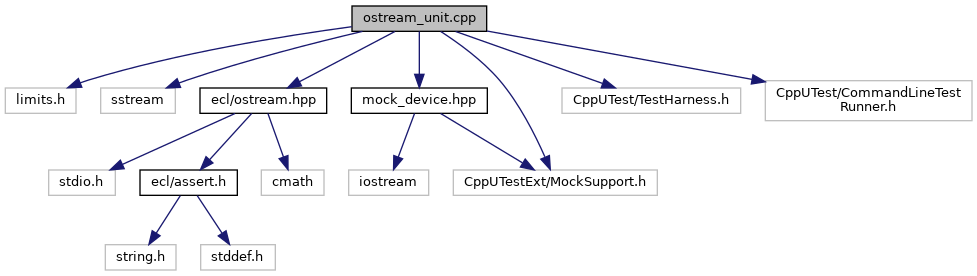 ostream_unit.cpp
limits.h
sstream
ecl/ostream.hpp
mock_device.hpp
CppUTest/TestHarness.h
CppUTest/CommandLineTest
Runner.h
stdio.h
ecl/assert.h
cmath
iostream
CppUTestExt/MockSupport.h
string.h
stddef.h